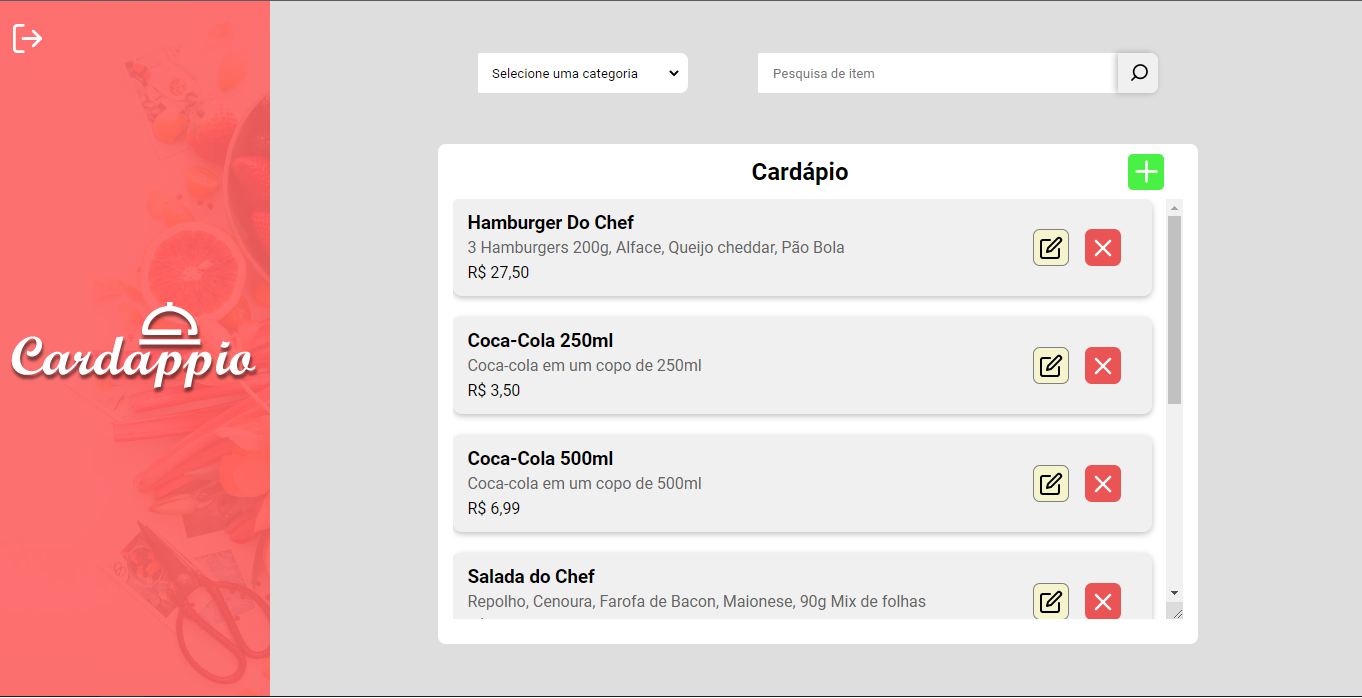 Selecione uma categoria
Pesquisa de item
Cardappio
Cardápio
Hamburger Do Chef
3 Hamburgers 200g, Alface, Queijo cheddar, Pão Bola
R$ 27,50
Coca-Cola 250ml
Coca-cola em um copo de 250ml
R$ 3,50
Coca-Cola 500ml
Coca-cola em um copo de 500ml
R$ 6,99
Salada do Chef
Repolho, Cenoura, Farofa de Bacon, Maionese, 90g Mix de folhas